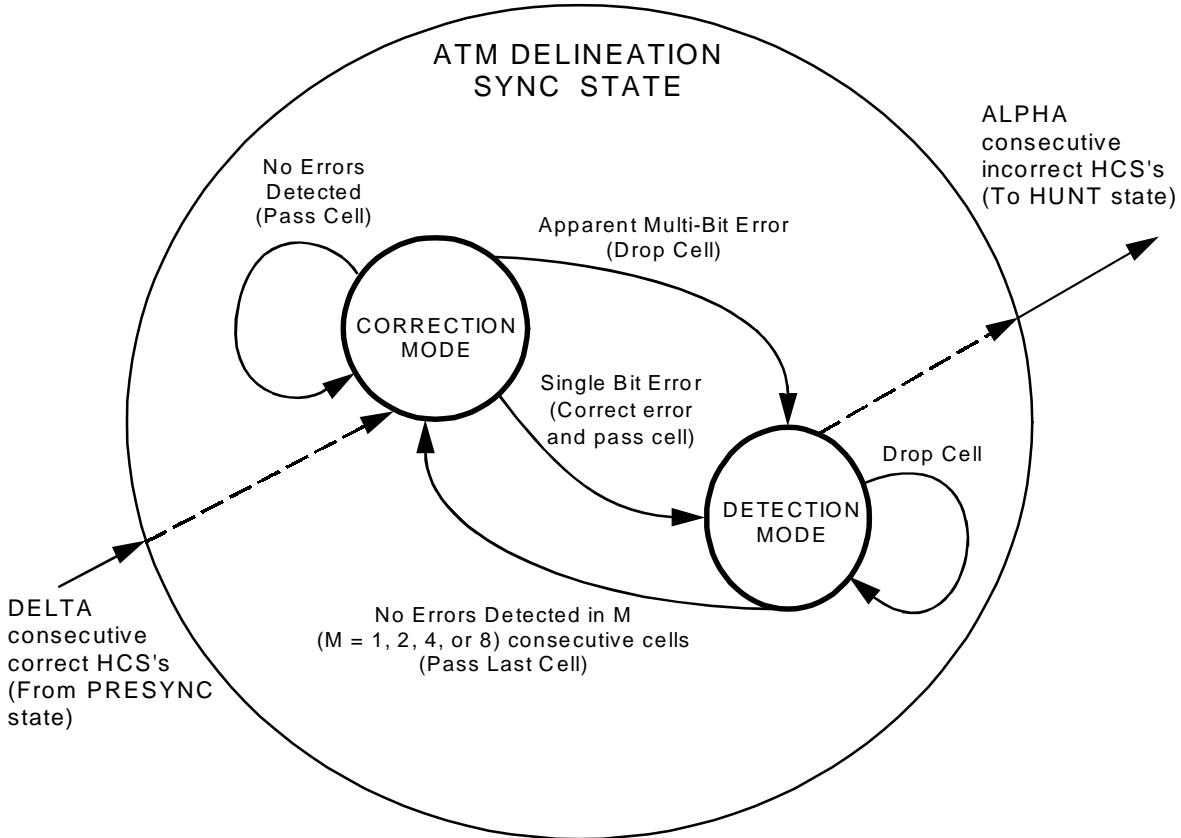 ATM DELINEATION
SYNC STATE
ALPHA
consecutive
incorrect HCS's
(To HUNT state)
No Errors
Detected
(Pass Cell)
Apparent Multi-Bit Error
(Drop Cell)
CORRECTION
MODE
Single Bit Error
(Correct error
and pass cell)
Drop Cell
DETECTION
MODE
DELTA
consecutive
correct HCS's
(From PRESYNC
state)
No Errors Detected in M
(M = 1, 2, 4, or 8) consecutive cells
(Pass Last Cell)